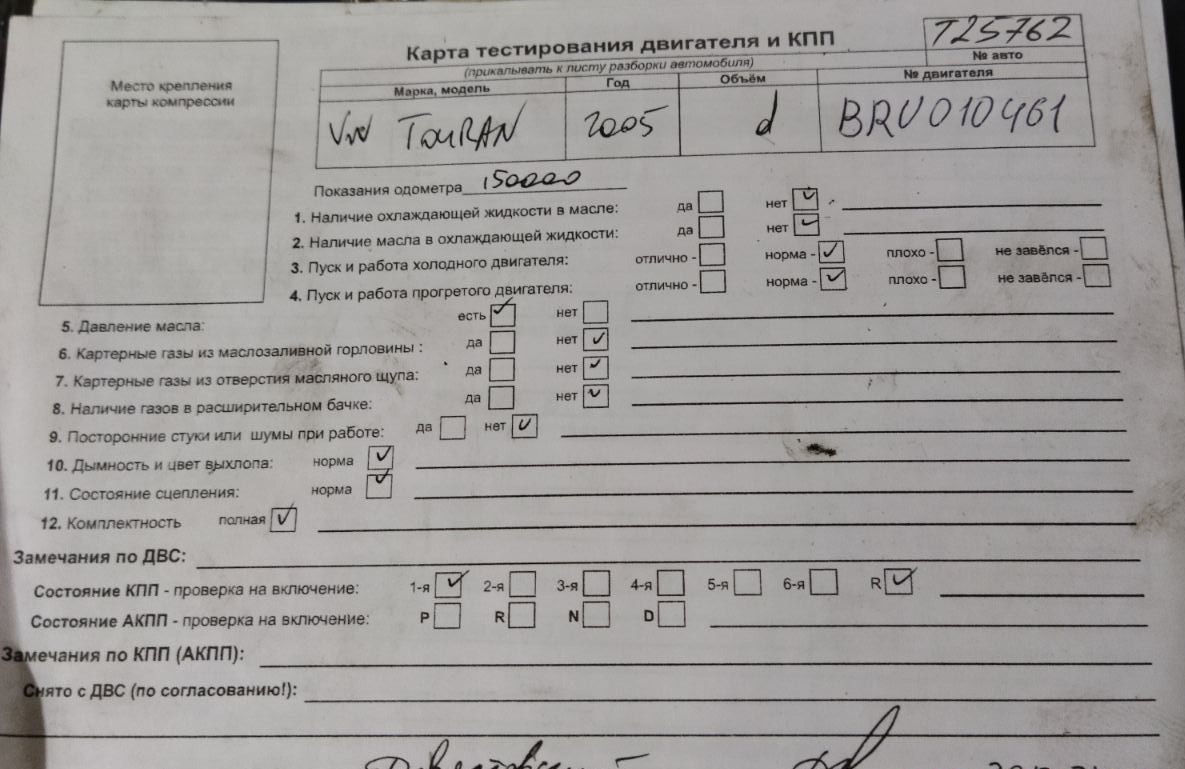 Место крепления
карты компрессии
Карта тестирования двигателя и КПП
T25762
(прикалывать к листу разборки автомобиля)
№ авто
Марка, модель Год Объём № двигателя
VW TOURAN 2005 d BRU010461
Показания одометра 150000
1. Наличие охлаждающей жидкости в масле: да нет
2. Наличие масла в охлаждающей жидкости: да нет
3. Пуск и работа холодного двигателя: отлично - норма - плохо - не завёлся -
4. Пуск и работа прогретого двигателя: отлично - норма - плохо - не завёлся -
5. Давление масла: есть нет
6. Картерные газы из маслозаливной горловины : да нет
7. Картерные газы из отверстия масляного щупа: да нет
8. Наличие газов в расширительном бачке: да нет
9. Посторонние стуки или шумы при работе: да нет
10. Дымность и цвет выхлопа: норма
11. Состояние сцепления: норма
12. Комплектность полная
Замечания по ДВС:
Состояние КПП - проверка на включение: 1-я 2-я 3-я 4-я 5-я 6-я R
Состояние АКПП - проверка на включение: P R N D
Замечания по КПП (АКПП):
Снято с ДВС (по согласованию!):